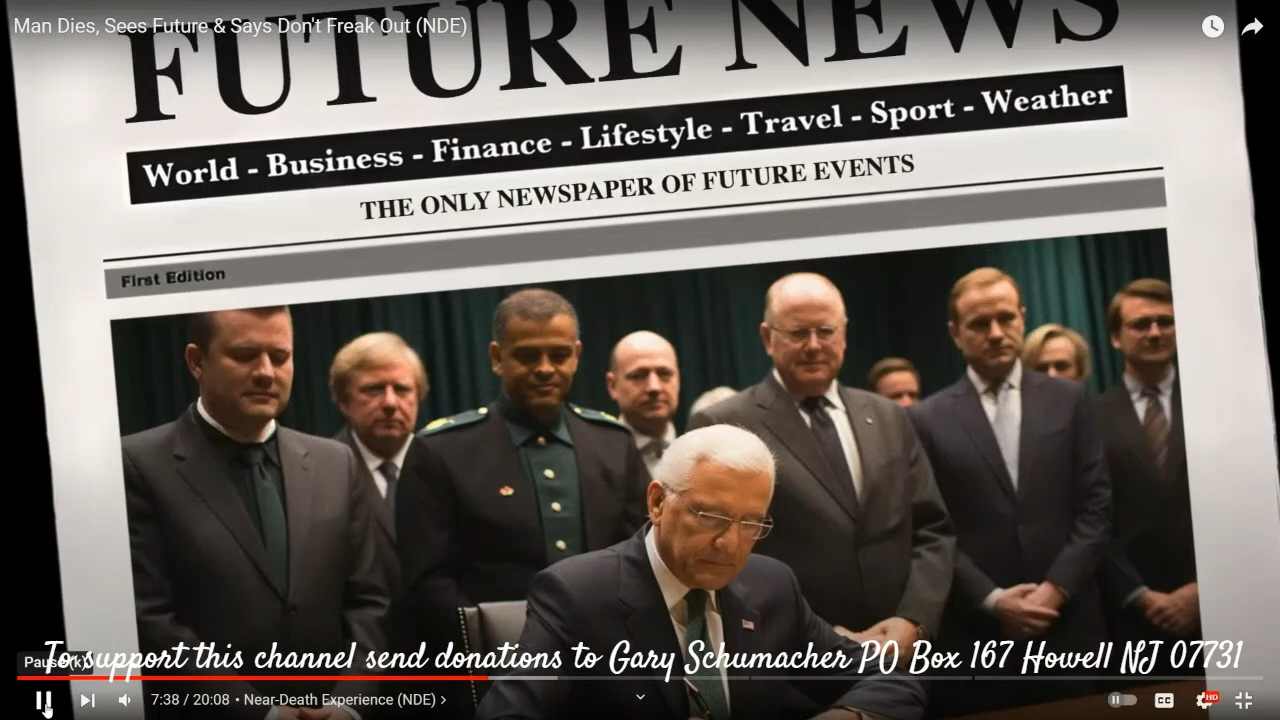 Man Dies, Sees Future & Says Don't Freak Out (NDE)
FUTURE NEWS
World - Business - Finance - Lifestyle - Travel - Sport - Weather
THE ONLY NEWSPAPER OF FUTURE EVENTS
First Edition
To support this channel send donations to Gary Schumacher PO Box 167 Howell NJ 07731
Pause (k)
7:38 / 20:08 • Near-Death Experience (NDE) ›
CC
HD